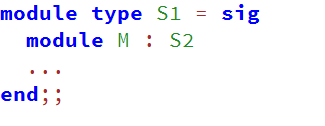 module type S1 = sig
  module M : S2
  ...
end;;